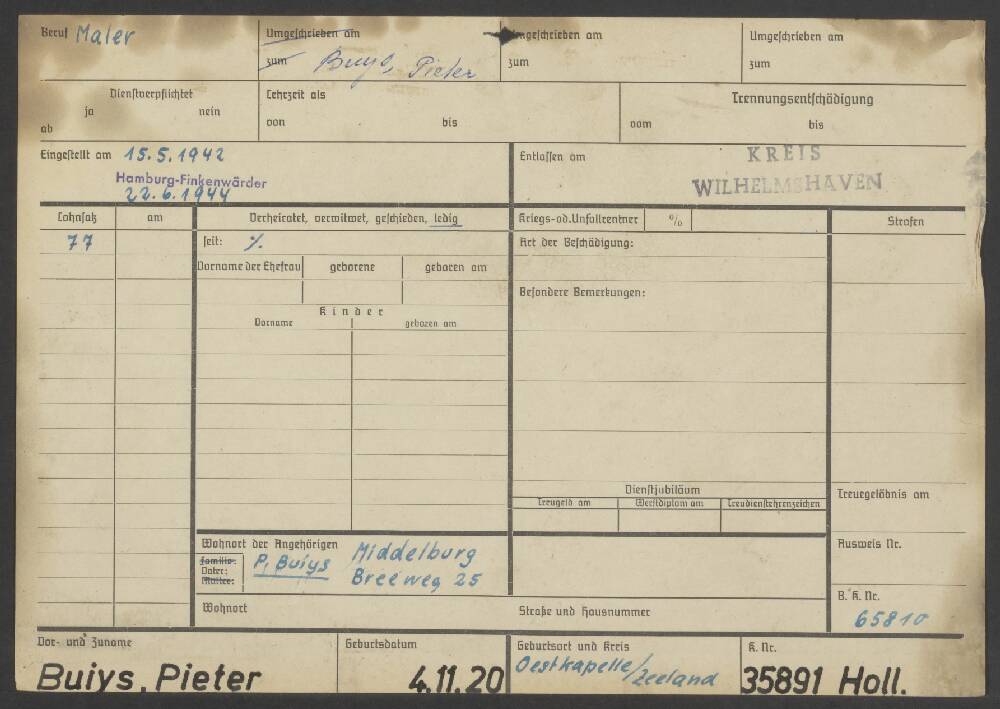 Beruf Maler
Umgeschrieben am
zum Buiys, Pieter
Umgeschrieben am
zum
Umgeschrieben am
zum
Dienstverpflichtet
ja nein
ab
Lehrzeit als
von bis
Trennungsentschädigung
vom bis
Eingestellt am 15.5.1942
Hamburg-Finkenwärder
22.6.1944
Entlassen am
KREIS
WILHELMSHAVEN
Lohnsatz am
77
Verheiratet, verwitwet, geschieden, ledig
seit: %.
Vorname der Ehefrau geborene geboren am
Kinder
Vorname geboren am
Kriegs-od.Unfallrentner %
Art der Beschädigung:
Besondere Bemerkungen:
Strafen
Dienstjubiläum
Treugeld am Werftdiplom am Treudienstehrenzeichen
Treuegelöbnis am
Ausweis Nr.
B. K. Nr.
65810
Wohnort der Angehörigen Middelburg
Familie:
Vater: P. Buiys Breeweg 25
Mutter:
Wohnort Straße und Hausnummer
Vor- und Zuname
Buiys, Pieter
Geburtsdatum
4.11.20
Geburtsort und Kreis
Oestkapelle/Zeeland
K. Nr.
35891 Holl.